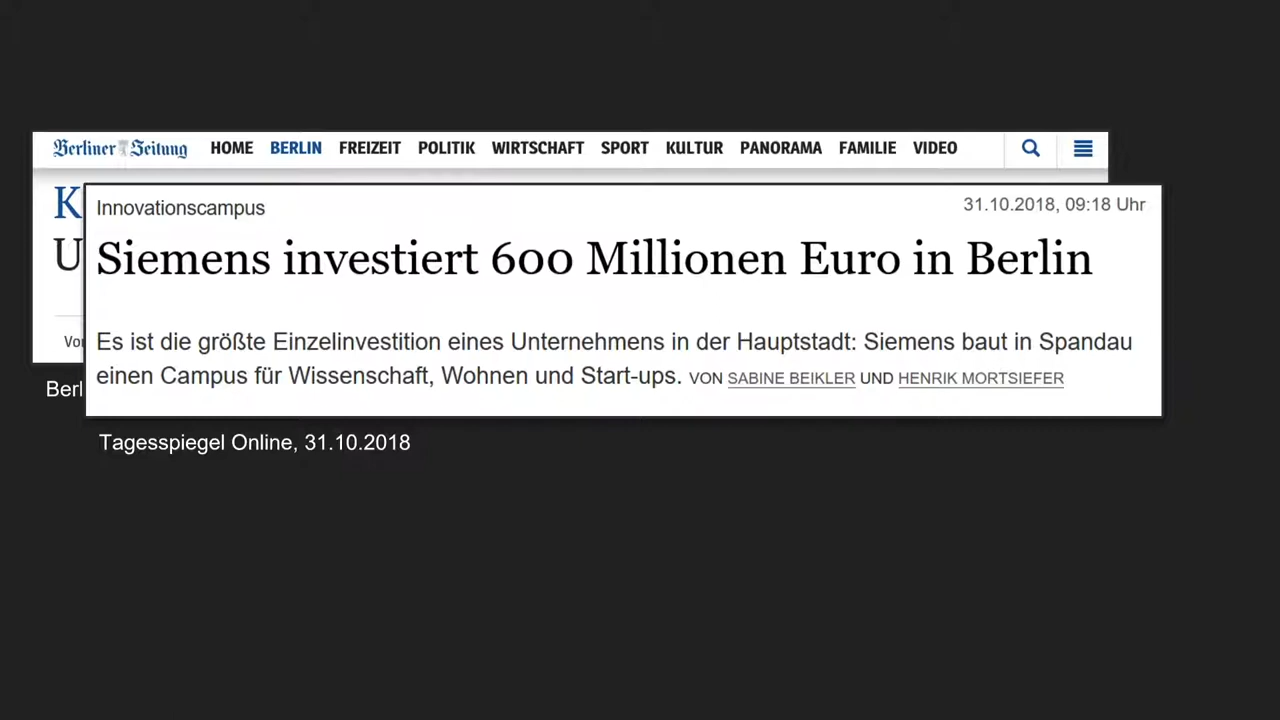 Berliner Zeitung HOME BERLIN FREIZEIT POLITIK WIRTSCHAFT SPORT KULTUR PANORAMA FAMILIE VIDEO
Innovationscampus 31.10.2018, 09:18 Uhr
Siemens investiert 600 Millionen Euro in Berlin
Es ist die größte Einzelinvestition eines Unternehmens in der Hauptstadt: Siemens baut in Spandau
einen Campus für Wissenschaft, Wohnen und Start-ups. VON SABINE BEIKLER UND HENRIK MORTSIEFER
Tagesspiegel Online, 31.10.2018